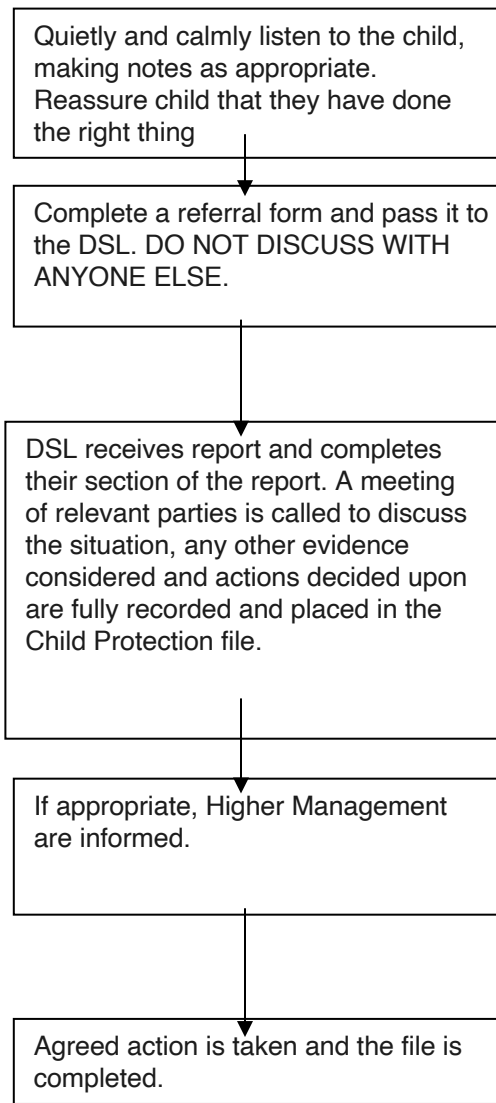 Quietly and calmly listen to the child,
making notes as appropriate.
Reassure child that they have done
the right thing
Complete a referral form and pass it to
the DSL. DO NOT DISCUSS WITH
ANYONE ELSE.
DSL receives report and completes
their section of the report. A meeting
of relevant parties is called to discuss
the situation, any other evidence
considered and actions decided upon
are fully recorded and placed in the
Child Protection file.
If appropriate, Higher Management
are informed.
Agreed action is taken and the file is
completed.